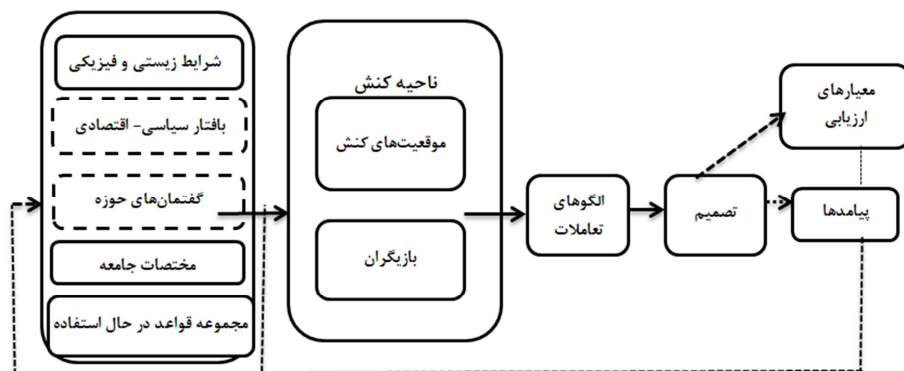 شرایط زیستی و فیزیکی
بافتار سیاسی- اقتصادی
گفتمان‌های حوزه
مختصات جامعه
مجموعه قواعد در حال استفاده
ناحیه کنش
موقعیت‌های کنش
بازیگران
الگوهای
تعاملات
تصمیم
معیارهای
ارزیابی
پیامدها